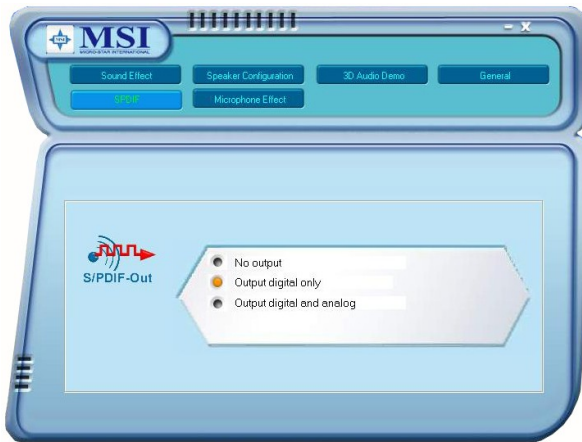 MSI
MICRO-STAR INTERNATIONAL
- x
Sound Effect
Speaker Configuration
3D Audio Demo
General
SPDIF
Microphone Effect
S/PDIF-Out
No output
Output digital only
Output digital and analog